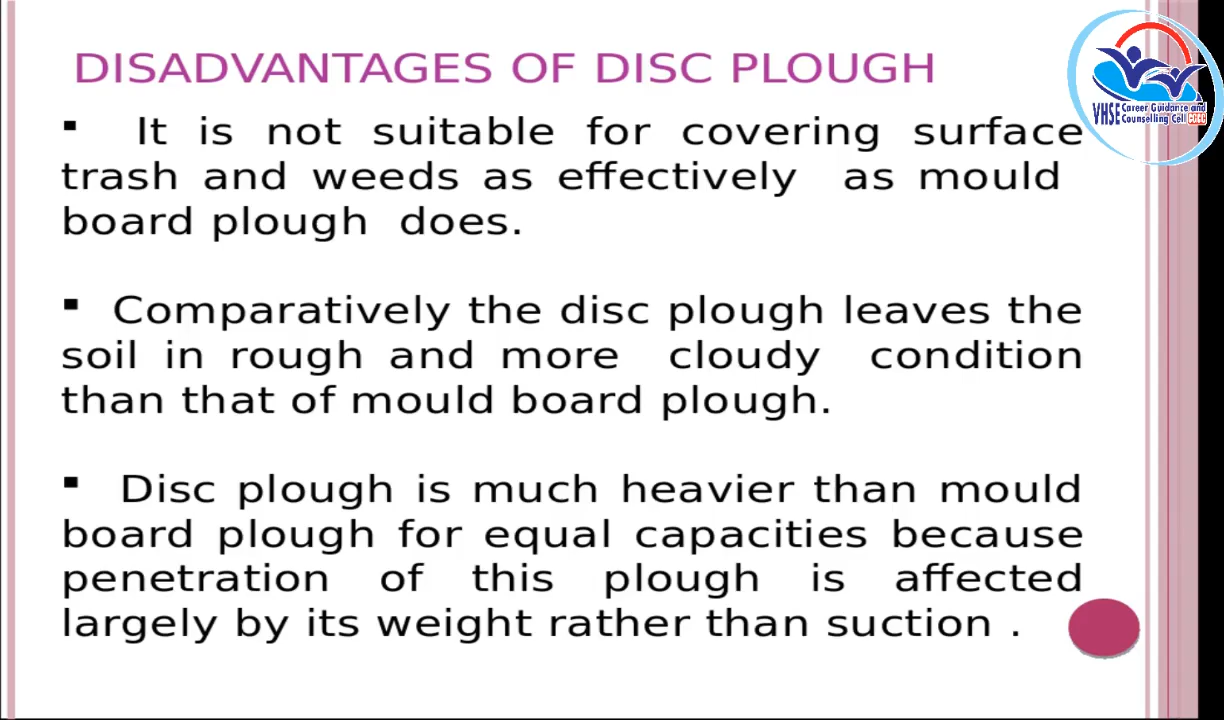 DISADVANTAGES OF DISC PLOUGH
▪ It is not suitable for covering surface
trash and weeds as effectively as mould
board plough does.
▪ Comparatively the disc plough leaves the
soil in rough and more cloudy condition
than that of mould board plough.
▪ Disc plough is much heavier than mould
board plough for equal capacities because
penetration of this plough is affected
largely by its weight rather than suction .
VHSE Career Guidance and
Counselling Cell CGCC